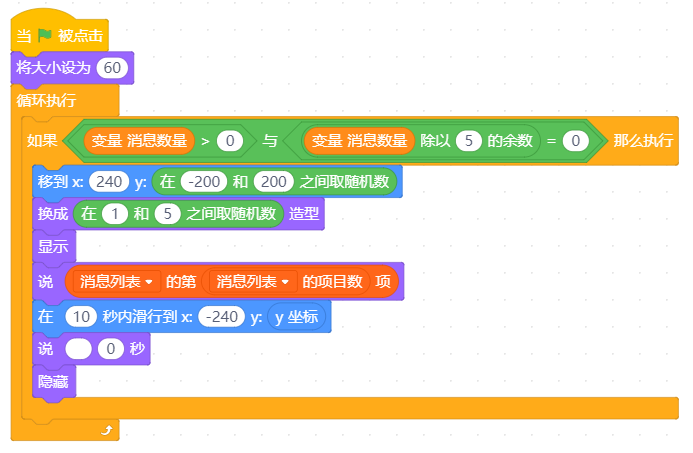 当 被点击
将大小设为 60
循环执行
如果 变量 消息数量 > 0 与 变量 消息数量 除以 5 的余数 = 0 那么执行
移到 x: 240 y: 在 -200 和 200 之间取随机数
换成 在 1 和 5 之间取随机数 造型
显示
说 消息列表 的第 消息列表 的项目数 项
在 10 秒内滑行到 x: -240 y: y 坐标
说 0 秒
隐藏